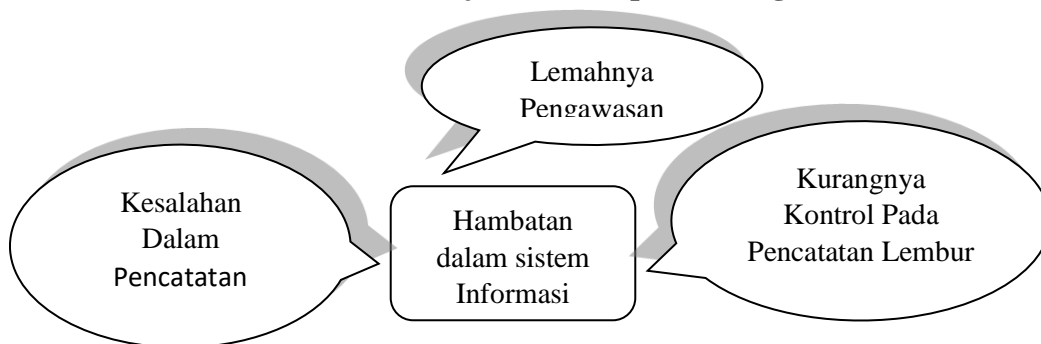 Lemahnya
Pengawasan
Kesalahan
Dalam
Pencatatan
Hambatan
dalam sistem
Informasi
Kurangnya
Kontrol Pada
Pencatatan Lembur